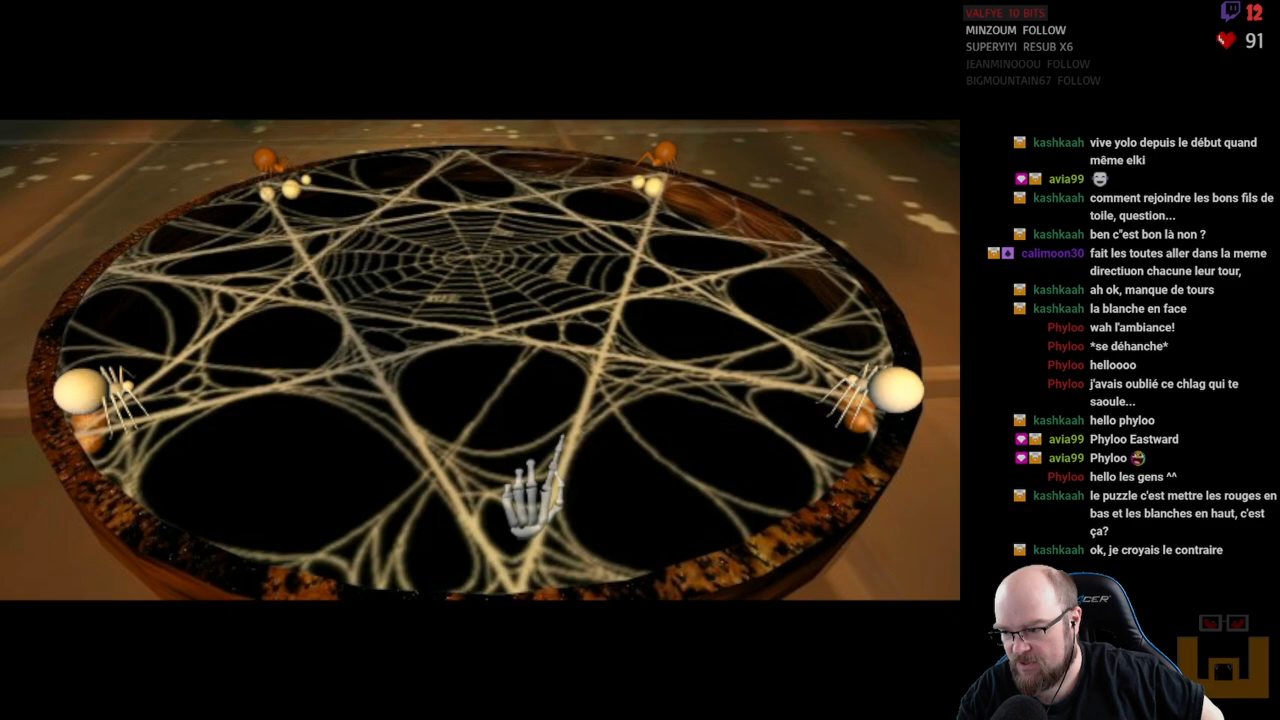 VALFYE 10 BITS
12
MINZOUM FOLLOW
91
SUPERYIYI RESUB X6
JEANMINOOOU FOLLOW
BIGMOUNTAIN67 FOLLOW
kashkaah vive yolo depuis le début quand
même elki
avia99
kashkaah comment rejoindre les bons fils de
toile, question...
kashkaah ben c"est bon là non ?
calimoon30 fait les toutes aller dans la meme
directiuon chacune leur tour,
kashkaah ah ok, manque de tours
kashkaah la blanche en face
Phyloo wah l'ambiance!
Phyloo *se déhanche*
Phyloo helloooo
Phyloo j'avais oublié ce chlag qui te
saoule...
kashkaah hello phyloo
avia99 Phyloo Eastward
avia99 Phyloo
Phyloo hello les gens ^^
kashkaah le puzzle c'est mettre les rouges en
bas et les blanches en haut, c'est
ça?
kashkaah ok, je croyais le contraire